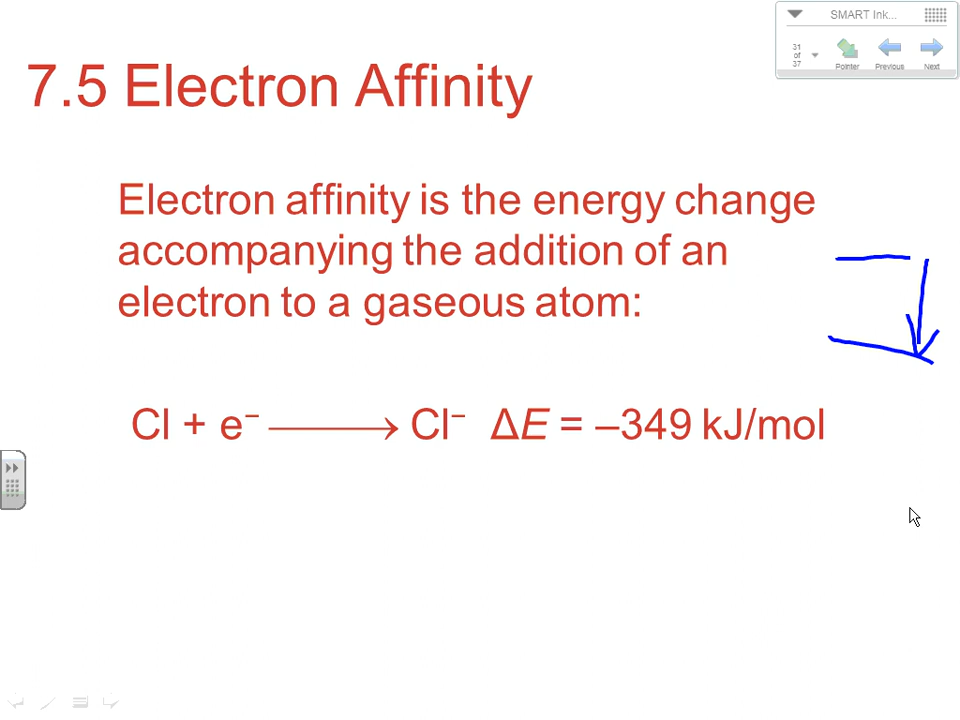 SMART Ink...
31
of
37
Pointer Previous Next
7.5 Electron Affinity
Electron affinity is the energy change
accompanying the addition of an
electron to a gaseous atom:
Cl + e⁻ ⟶ Cl⁻ ΔE = –349 kJ/mol